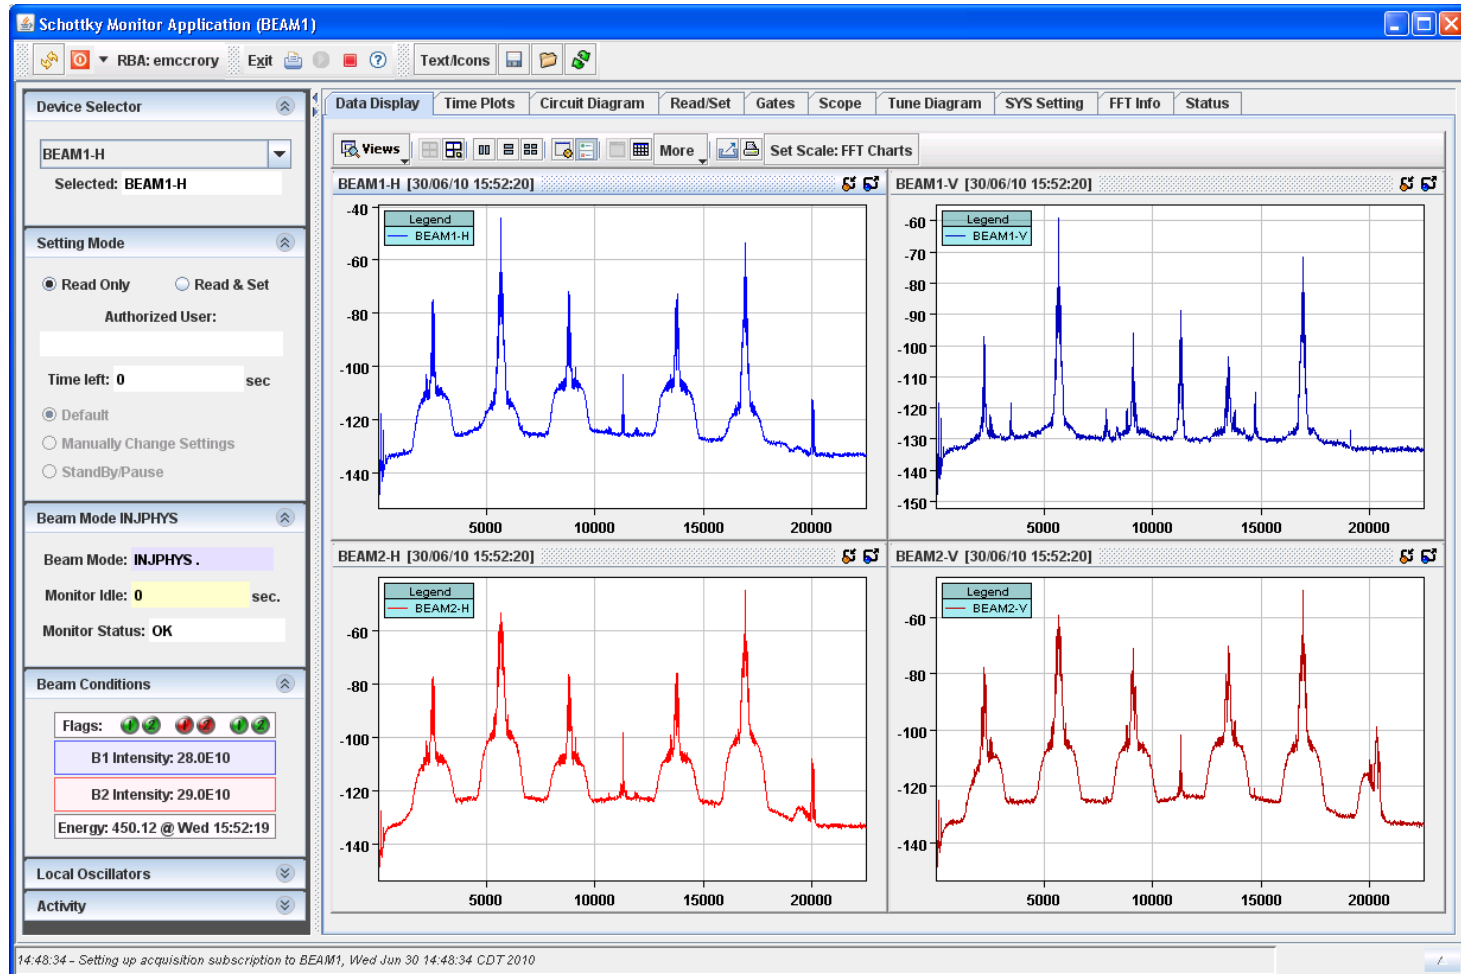 Schottky Monitor Application (BEAM1)
RBA: emccrory Exit Text/Icons
Device Selector
BEAM1-H
Selected: BEAM1-H
Setting Mode
Read Only Read & Set
Authorized User:
Time left: 0 sec
Default
Manually Change Settings
StandBy/Pause
Beam Mode INJPHYS
Beam Mode: INJPHYS .
Monitor Idle: 0 sec.
Monitor Status: OK
Beam Conditions
Flags: 1 2 1 2 1 2
B1 Intensity: 28.0E10
B2 Intensity: 29.0E10
Energy: 450.12 @ Wed 15:52:19
Local Oscillators
Activity
Data Display Time Plots Circuit Diagram Read/Set Gates Scope Tune Diagram SYS Setting FFT Info Status
Views More Set Scale: FFT Charts
BEAM1-H [30/06/10 15:52:20]
Legend
BEAM1-H
-40
-60
-80
-100
-120
-140
5000 10000 15000 20000
BEAM1-V [30/06/10 15:52:20]
Legend
BEAM1-V
-60
-70
-80
-90
-100
-110
-120
-130
-140
-150
5000 10000 15000 20000
BEAM2-H [30/06/10 15:52:20]
Legend
BEAM2-H
-60
-80
-100
-120
-140
5000 10000 15000 20000
BEAM2-V [30/06/10 15:52:20]
Legend
BEAM2-V
-60
-80
-100
-120
-140
5000 10000 15000 20000
14:48:34 - Setting up acquisition subscription to BEAM1, Wed Jun 30 14:48:34 CDT 2010